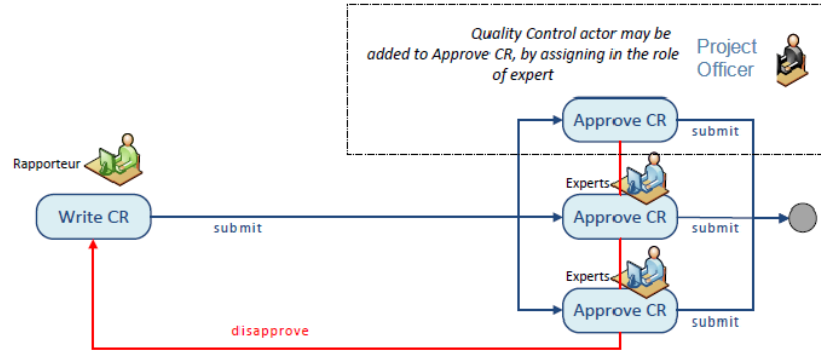 Quality Control actor may be
added to Approve CR, by assigning in the role
of expert
Project
Officer
Approve CR
submit
Rapporteur
Experts
Write CR
submit
Approve CR
submit
Experts
Approve CR
submit
disapprove